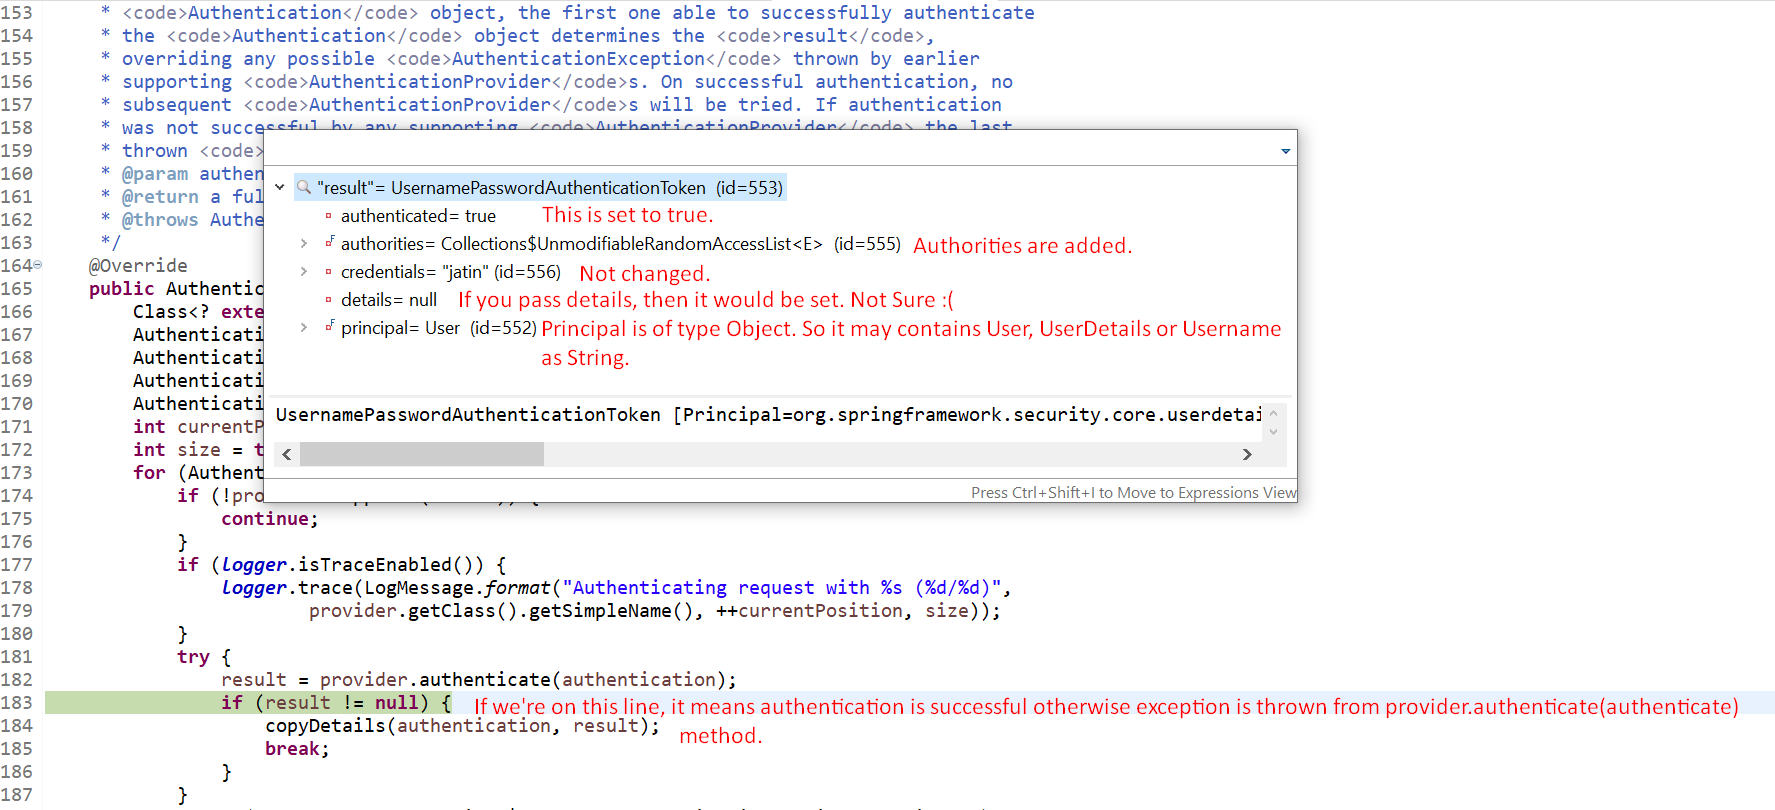 153 * <code>Authentication</code> object, the first one able to successfully authenticate
154 * the <code>Authentication</code> object determines the <code>result</code>,
155 * overriding any possible <code>AuthenticationException</code> thrown by earlier
156 * supporting <code>AuthenticationProvider</code>s. On successful authentication, no
157 * subsequent <code>AuthenticationProvider</code>s will be tried. If authentication
158 * was not successful by any supporting <code>AuthenticationProvider</code> the last
159 * thrown <code>
160 * @param authen
161 * @return a ful
162 * @throws Authe
163 */
164 @Override
165 public Authentic
166 Class<? exte
167 Authenticati
168 Authenticati
169 Authenticati
170 Authenticati
171 int currentP
172 int size = t
173 for (Authent
"result"= UsernamePasswordAuthenticationToken (id=553)
authenticated= true This is set to true.
authorities= Collections$UnmodifiableRandomAccessList<E> (id=555) Authorities are added.
credentials= "jatin" (id=556) Not changed.
details= null If you pass details, then it would be set. Not Sure :(
principal= User (id=552) Principal is of type Object. So it may contains User, UserDetails or Username
as String.
UsernamePasswordAuthenticationToken [Principal=org.springframework.security.core.userdetai
Press Ctrl+Shift+I to Move to Expressions View
174 if (!pro
175 continue;
176 }
177 if (logger.isTraceEnabled()) {
178 logger.trace(LogMessage.format("Authenticating request with %s (%d/%d)",
179 provider.getClass().getSimpleName(), ++currentPosition, size));
180 }
181 try {
182 result = provider.authenticate(authentication);
183 if (result != null) { If we're on this line, it means authentication is successful otherwise exception is thrown from provider.authenticate(authenticate)
184 copyDetails(authentication, result); method.
185 break;
186 }
187 }